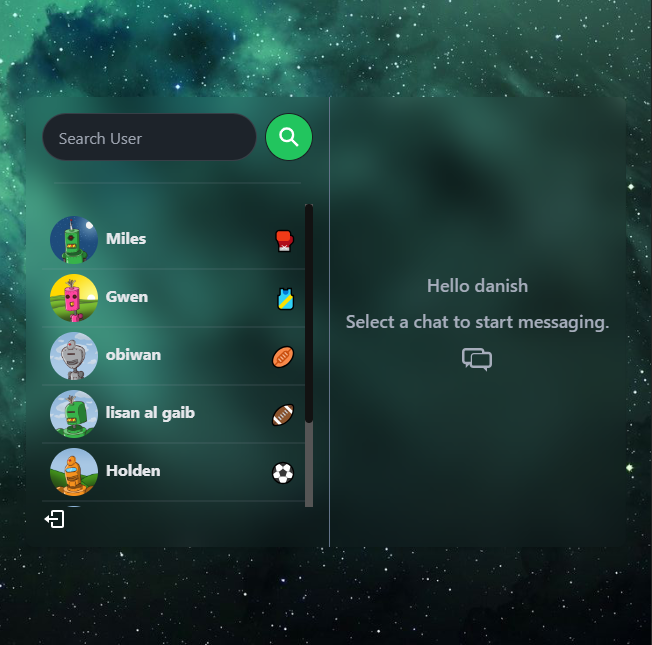 Search User
Miles
Gwen
obiwan
lisan al gaib
Holden
Hello danish
Select a chat to start messaging.